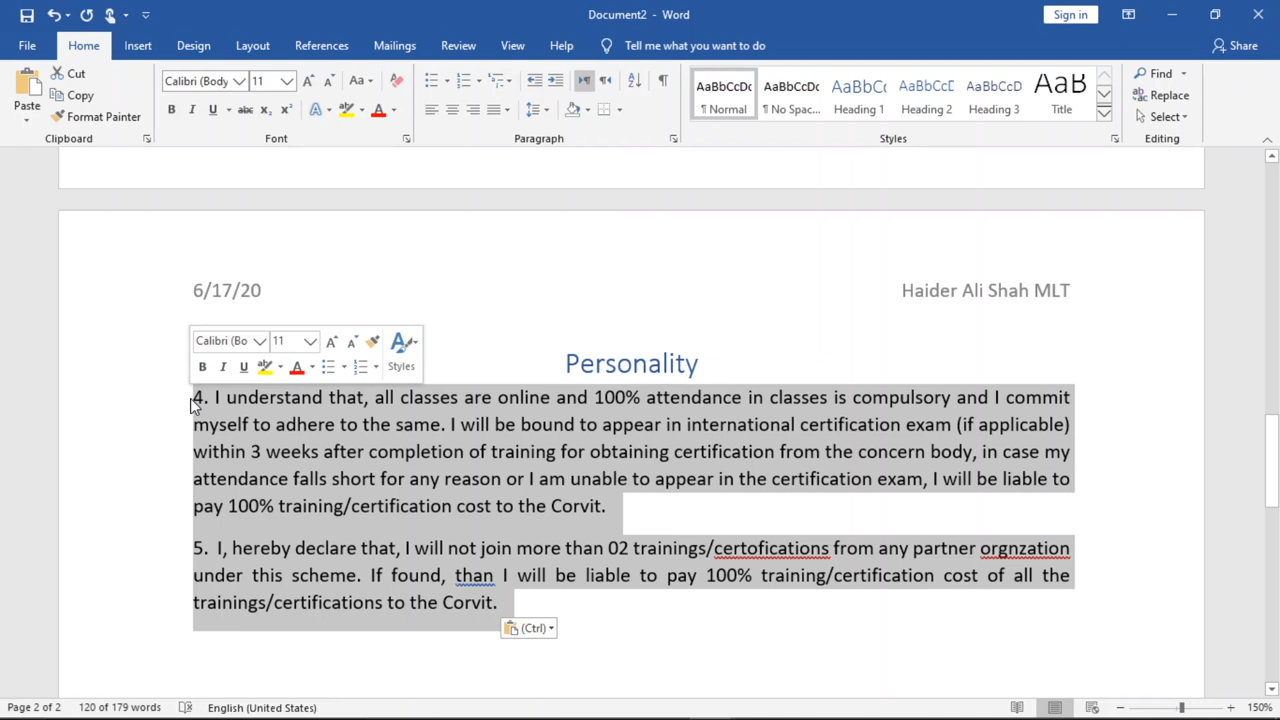 Document2 - Word
Sign in
File Home Insert Design Layout References Mailings Review View Help Tell me what you want to do Share
Paste Cut Copy Format Painter
Calibri (Body 11 Aa
B I U abc x₂ x² A
AaBbCcDc AaBbCcDc AaBbCc AaBbCcD AaBbCcD AaB
¶ Normal ¶ No Spac... Heading 1 Heading 2 Heading 3 Title
Find
Replace
Select
Clipboard Font Paragraph Styles Editing
6/17/20 Haider Ali Shah MLT
Calibri (Bo 11
B I U ab A Styles
Personality
4. I understand that, all classes are online and 100% attendance in classes is compulsory and I commit
myself to adhere to the same. I will be bound to appear in international certification exam (if applicable)
within 3 weeks after completion of training for obtaining certification from the concern body, in case my
attendance falls short for any reason or I am unable to appear in the certification exam, I will be liable to
pay 100% training/certification cost to the Corvit.
5. I, hereby declare that, I will not join more than 02 trainings/certofications from any partner orgnzation
under this scheme. If found, than I will be liable to pay 100% training/certification cost of all the
trainings/certifications to the Corvit.
(Ctrl)
Page 2 of 2 120 of 179 words English (United States) 150%